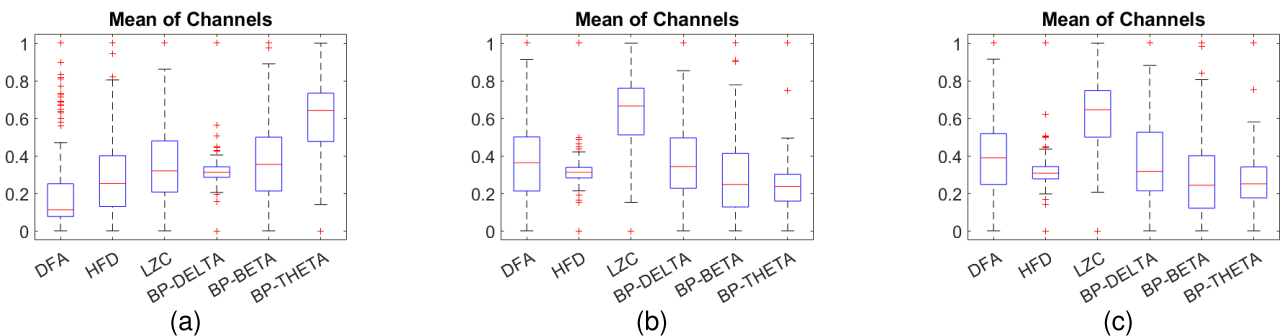 Mean of Channels
1
0.8
0.6
0.4
0.2
0
DFA
HFD
LZC
BP-DELTA
BP-BETA
BP-THETA
(a)
Mean of Channels
1
0.8
0.6
0.4
0.2
0
DFA
HFD
LZC
BP-DELTA
BP-BETA
BP-THETA
(b)
Mean of Channels
1
0.8
0.6
0.4
0.2
0
DFA
HFD
LZC
BP-DELTA
BP-BETA
BP-THETA
(c)